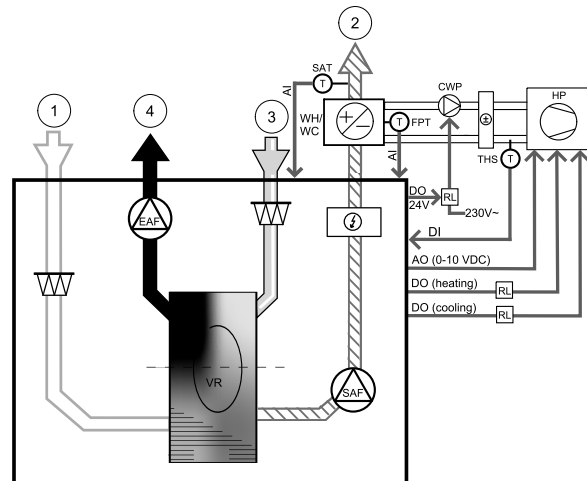 2
SAT
T
AI
CWP
HP
1
4
3
WH/
WC
+
−
T
FPT
±
AI
THS
T
DO
24V
RL
230V~
EAF
DI
AO (0-10 VDC)
DO (heating)
RL
DO (cooling)
RL
VR
SAF